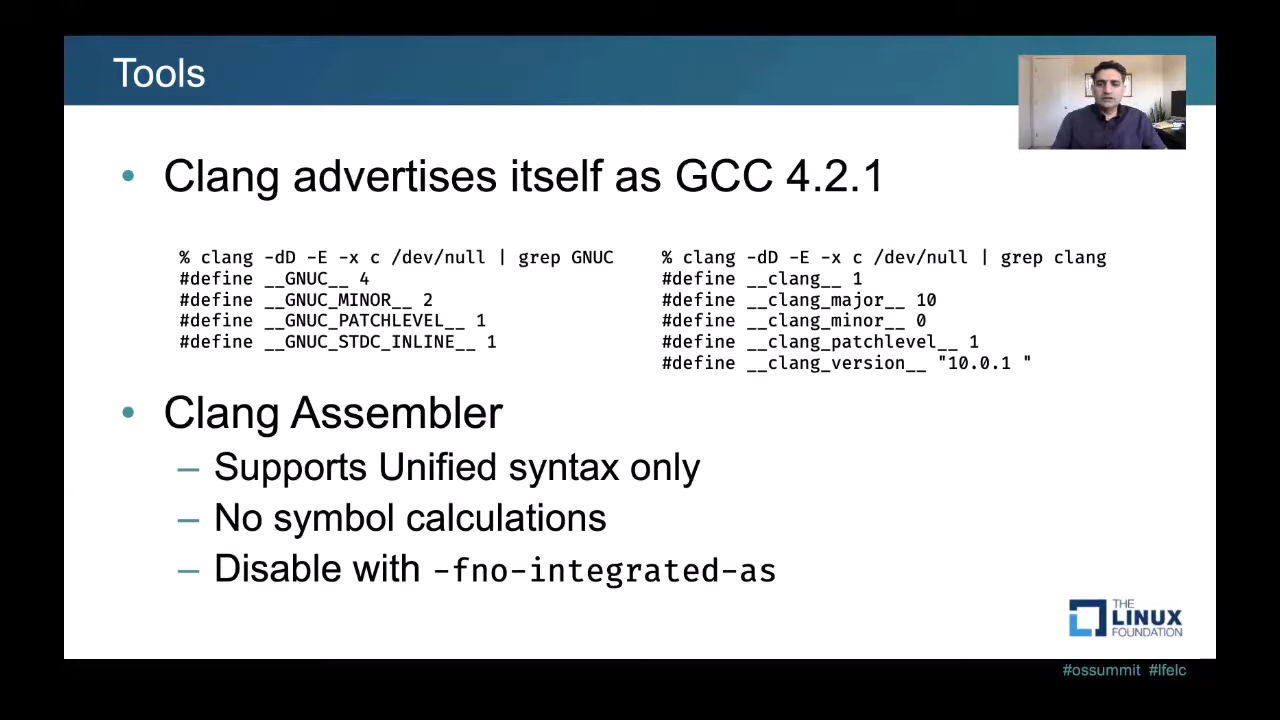 Tools
• Clang advertises itself as GCC 4.2.1
% clang -dD -E -x c /dev/null | grep GNUC
#define __GNUC__ 4
#define __GNUC_MINOR__ 2
#define __GNUC_PATCHLEVEL__ 1
#define __GNUC_STDC_INLINE__ 1
% clang -dD -E -x c /dev/null | grep clang
#define __clang__ 1
#define __clang_major__ 10
#define __clang_minor__ 0
#define __clang_patchlevel__ 1
#define __clang_version__ "10.0.1 "
• Clang Assembler
– Supports Unified syntax only
– No symbol calculations
– Disable with -fno-integrated-as
THE
LINUX
FOUNDATION
#ossummit #lfelc